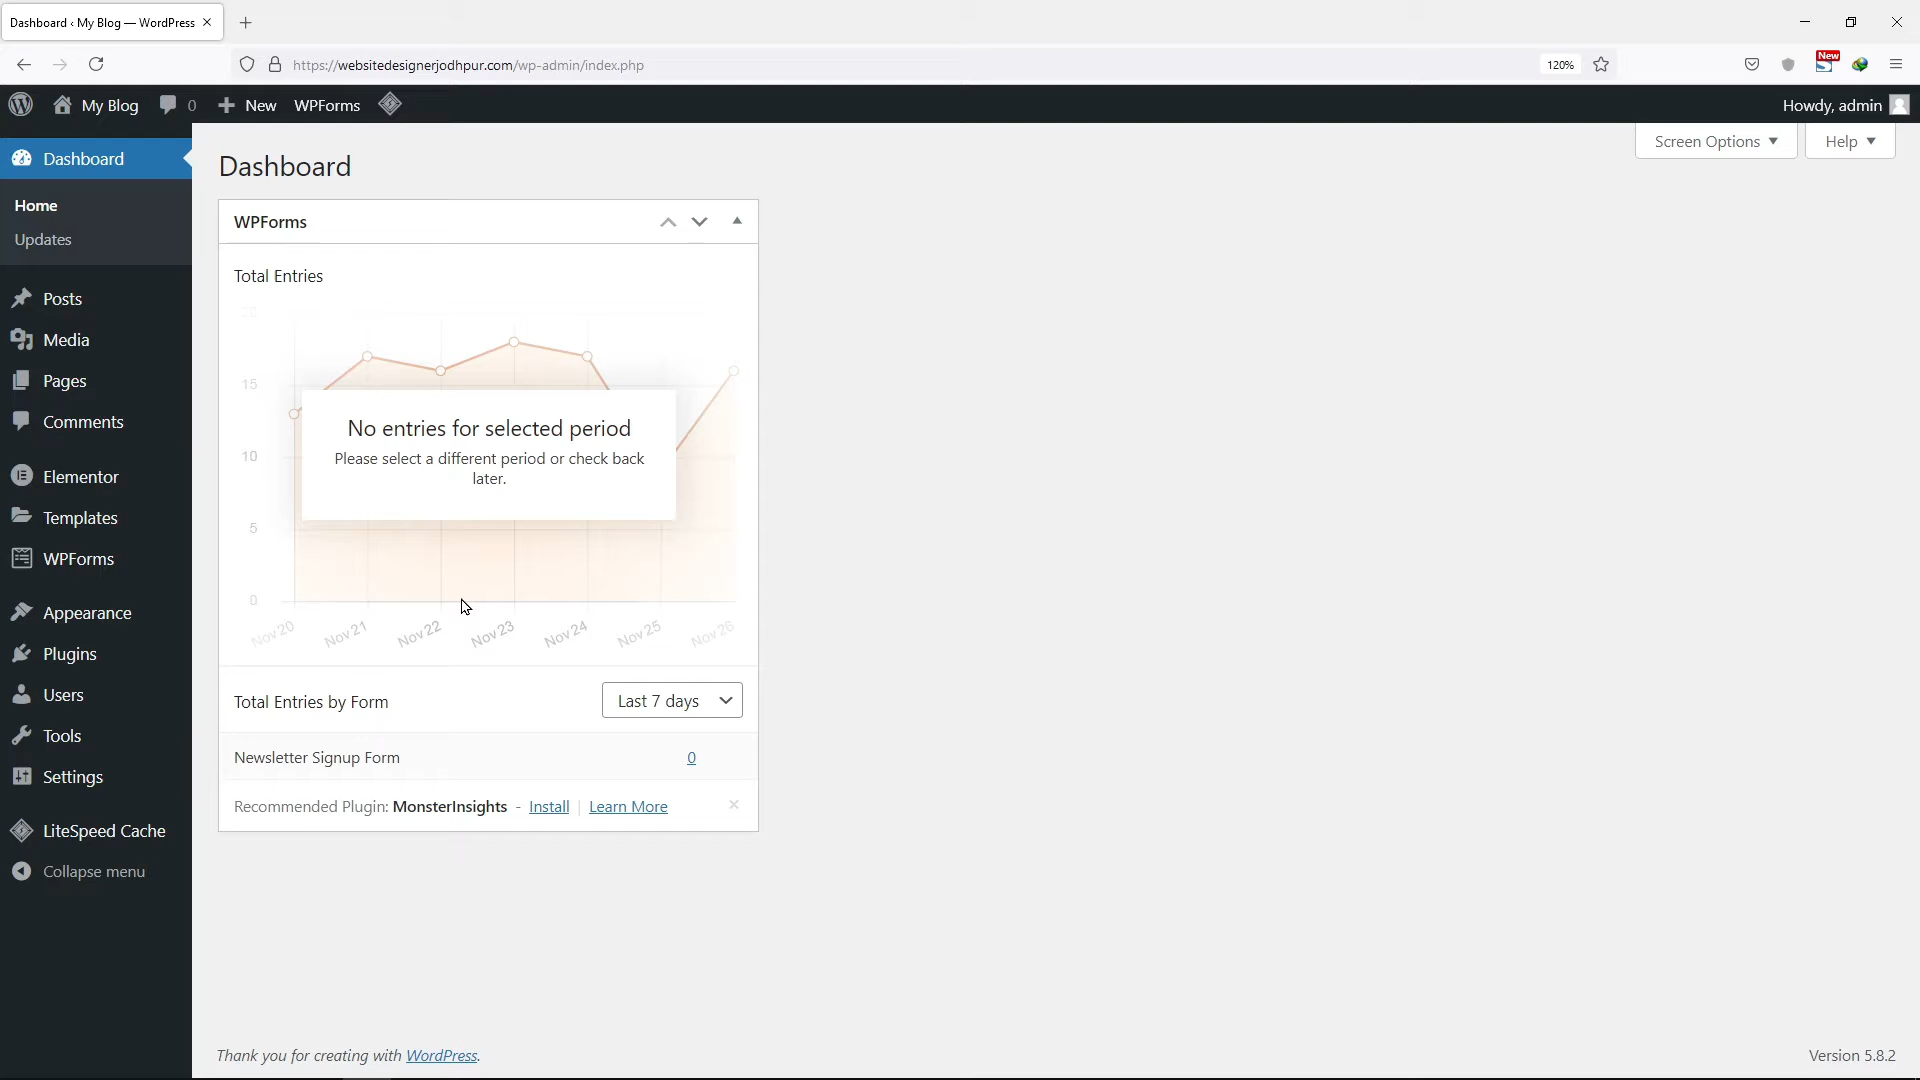 Dashboard ‹ My Blog — WordPress
https://websitedesignerjodhpur.com/wp-admin/index.php
120%
New
My Blog
0
New
WPForms
Howdy, admin
Dashboard
Home
Updates
Posts
Media
Pages
Comments
Elementor
Templates
WPForms
Appearance
Plugins
Users
Tools
Settings
LiteSpeed Cache
Collapse menu
Screen Options
Help
Dashboard
WPForms
Total Entries
20
15
10
5
0
No entries for selected period
Please select a different period or check back
later.
Nov 20
Nov 21
Nov 22
Nov 23
Nov 24
Nov 25
Nov 26
Total Entries by Form
Last 7 days
Newsletter Signup Form
0
Recommended Plugin: MonsterInsights - Install | Learn More
Thank you for creating with WordPress.
Version 5.8.2